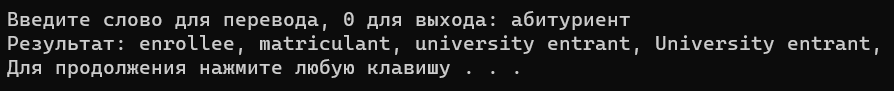 Введите слово для перевода, 0 для выхода: абитуриент
Результат: enrollee, matriculant, university entrant, University entrant,
Для продолжения нажмите любую клавишу . . .